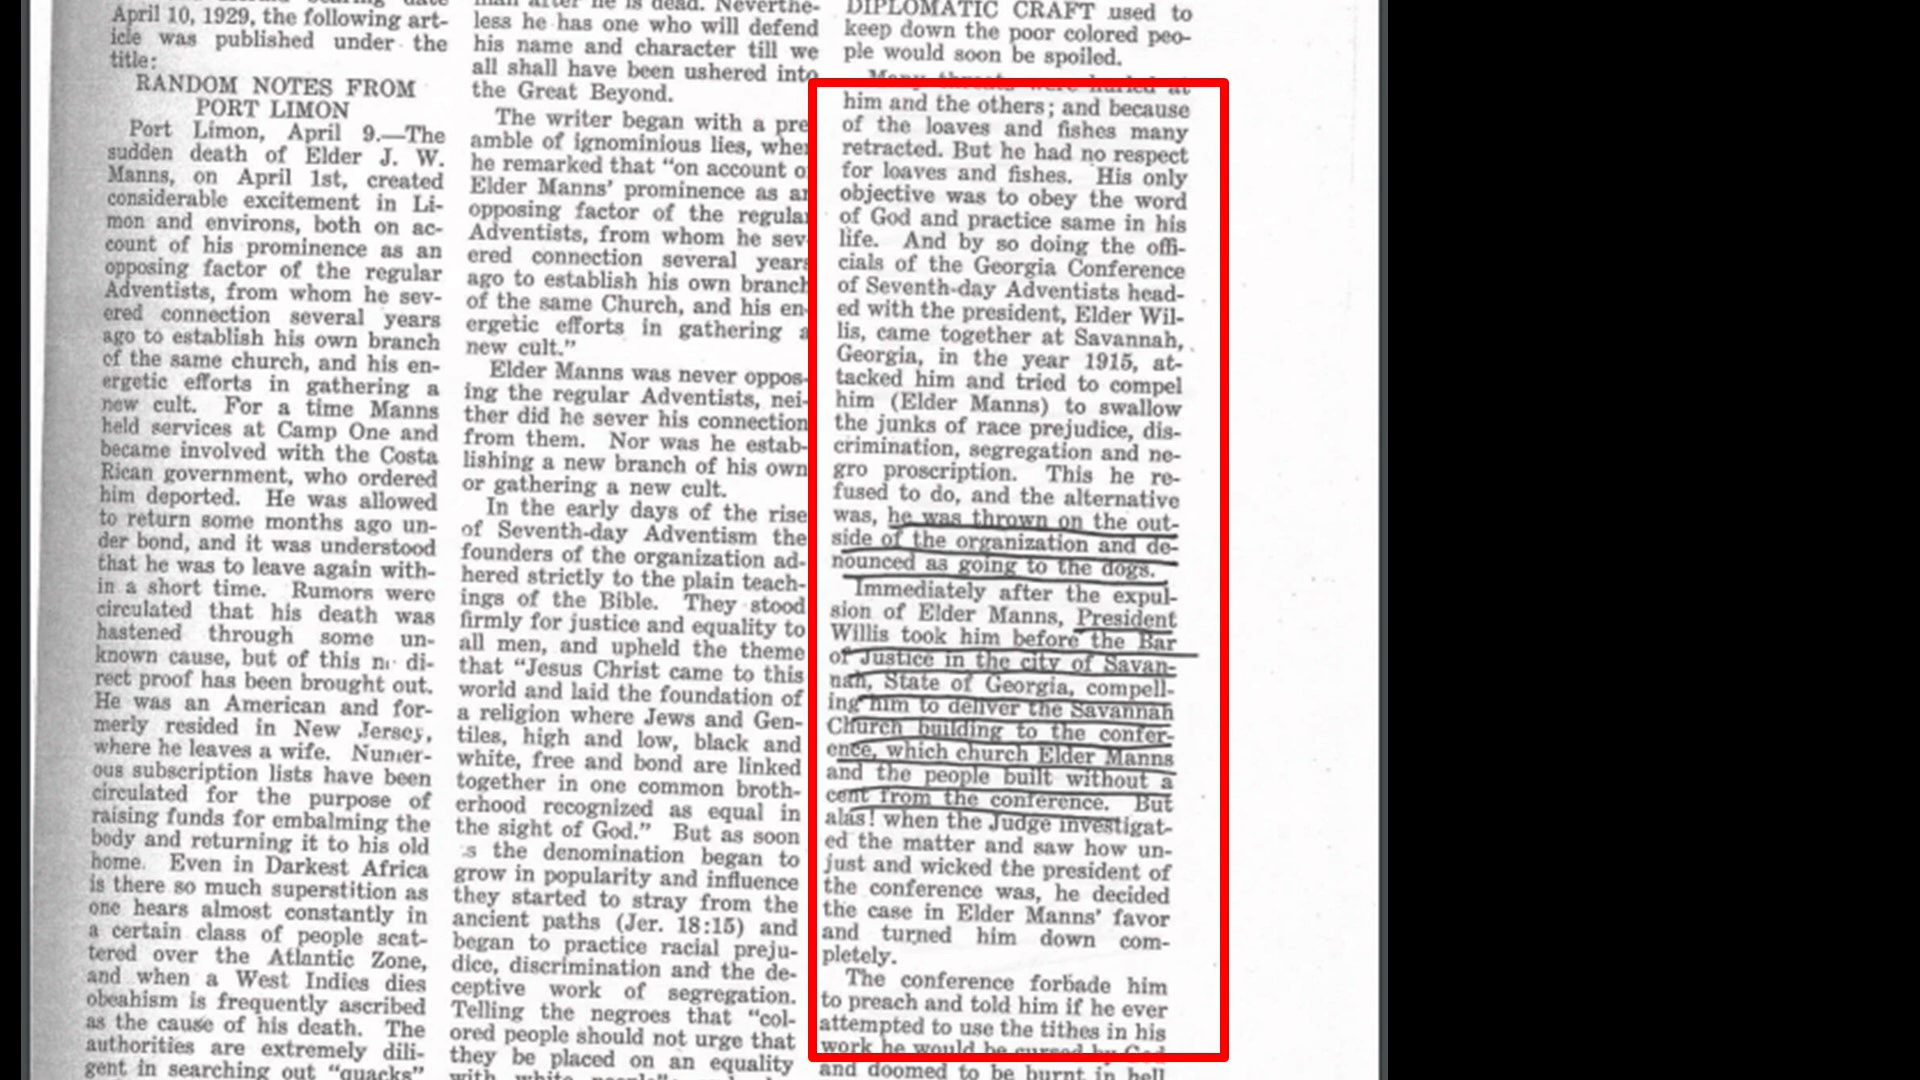 April 10, 1929, the following art-
icle was published under the
title:
RANDOM NOTES FROM
PORT LIMON
Port Limon, April 9.—The
sudden death of Elder J. W.
Manns, on April 1st, created
considerable excitement in Li-
mon and environs, both on ac-
count of his prominence as an
opposing factor of the regular
Adventists, from whom he sev-
ered connection several years
ago to establish his own branch
of the same church, and his en-
ergetic efforts in gathering a
new cult. For a time Manns
held services at Camp One and
became involved with the Costa
Rican government, who ordered
him deported. He was allowed
to return some months ago un-
der bond, and it was understood
that he was to leave again with-
in a short time. Rumors were
circulated that his death was
hastened through some un-
known cause, but of this no di-
rect proof has been brought out.
He was an American and for-
merly resided in New Jersey,
where he leaves a wife. Numer-
ous subscription lists have been
circulated for the purpose of
raising funds for embalming the
body and returning it to his old
home. Even in Darkest Africa
is there so much superstition as
one hears almost constantly in
a certain class of people scat-
tered over the Atlantic Zone,
and when a West Indies dies
obeahism is frequently ascribed
as the cause of his death. The
authorities are extremely dili-
gent in searching out "quacks"
man after he is dead. Neverthe-
less he has one who will defend
his name and character till we
all shall have been ushered into
the Great Beyond.
The writer began with a pre
amble of ignominious lies, when
he remarked that "on account o
Elder Manns' prominence as an
opposing factor of the regular
Adventists, from whom he sev-
ered connection several years
ago to establish his own branch
of the same Church, and his en-
ergetic efforts in gathering a
new cult."
Elder Manns was never oppos-
ing the regular Adventists, nei-
ther did he sever his connection
from them. Nor was he estab-
lishing a new branch of his own
or gathering a new cult.
In the early days of the rise
of Seventh-day Adventism the
founders of the organization ad-
hered strictly to the plain teach-
ings of the Bible. They stood
firmly for justice and equality to
all men, and upheld the theme
that "Jesus Christ came to this
world and laid the foundation of
a religion where Jews and Gen-
tiles, high and low, black and
white, free and bond are linked
together in one common broth-
erhood recognized as equal in
the sight of God." But as soon
s the denomination began to
grow in popularity and influence
they started to stray from the
ancient paths (Jer. 18:15) and
began to practice racial preju-
dice, discrimination and the de-
ceptive work of segregation.
Telling the negroes that "col-
ored people should not urge that
they be placed on an equality
with white people"
DIPLOMATIC CRAFT used to
keep down the poor colored peo-
ple would soon be spoiled.
Many threats were hurled at
him and the others; and because
of the loaves and fishes many
retracted. But he had no respect
for loaves and fishes. His only
objective was to obey the word
of God and practice same in his
life. And by so doing the offi-
cials of the Georgia Conference
of Seventh-day Adventists head-
ed with the president, Elder Wil-
lis, came together at Savannah,
Georgia, in the year 1915, at-
tacked him and tried to compel
him (Elder Manns) to swallow
the junks of race prejudice, dis-
crimination, segregation and ne-
gro proscription. This he re-
fused to do, and the alternative
was, he was thrown on the out-
side of the organization and de-
nounced as going to the dogs.
Immediately after the expul-
sion of Elder Manns, President
Willis took him before the Bar
of Justice in the city of Savan-
nah, State of Georgia, compell-
ing him to deliver the Savannah
Church building to the confer-
ence, which church Elder Manns
and the people built without a
cent from the conference. But
alas! when the Judge investigat-
ed the matter and saw how un-
just and wicked the president of
the conference was, he decided
the case in Elder Manns' favor
and turned him down com-
pletely.
The conference forbade him
to preach and told him if he ever
attempted to use the tithes in his
work he would be cursed by God
and doomed to be burnt in hell